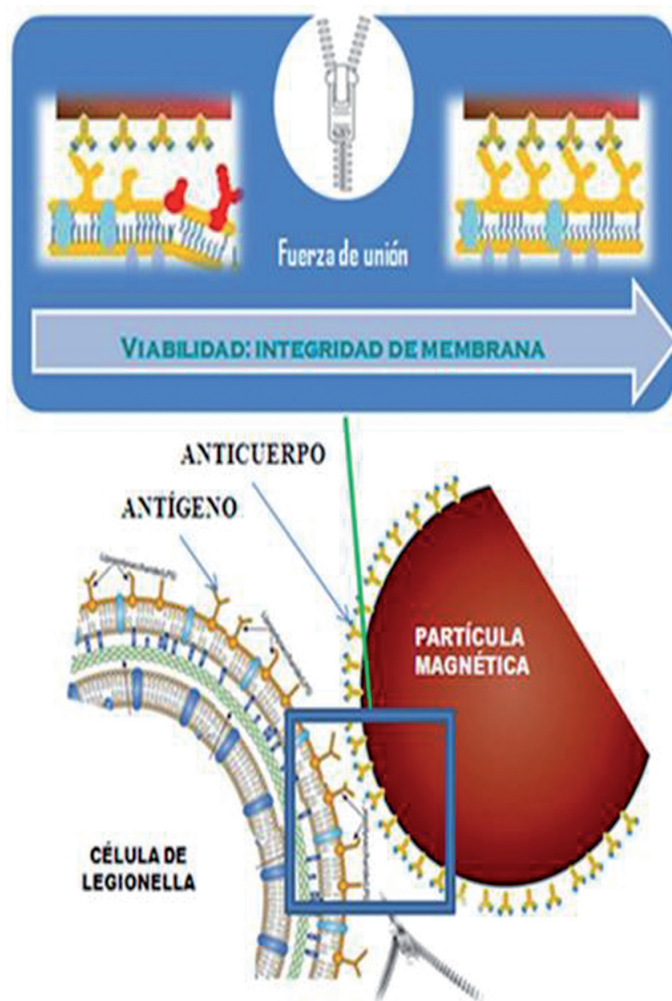 Fuerza de unión
VIABILIDAD: INTEGRIDAD DE MEMBRANA
ANTICUERPO
ANTÍGENO
PARTÍCULA
MAGNÉTICA
CÉLULA DE
LEGIONELLA